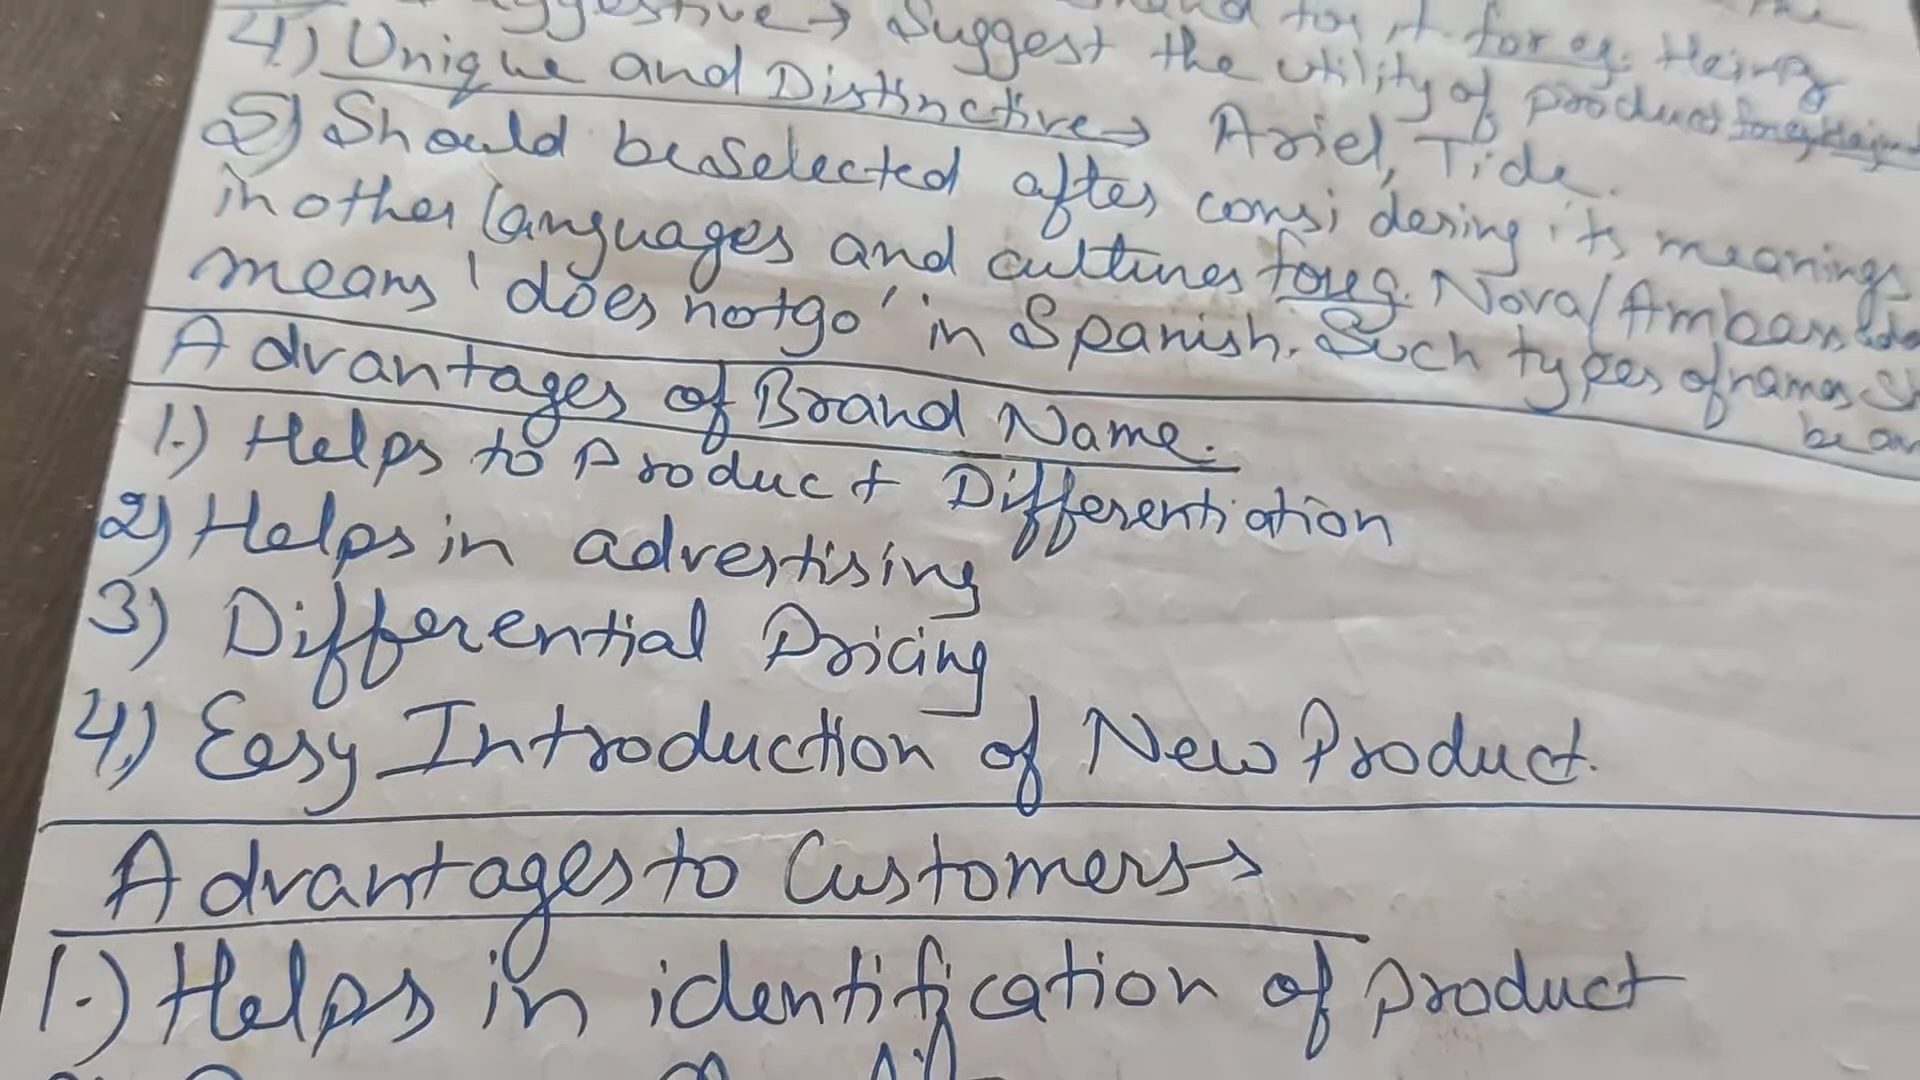 Suggestive → Suggest the utility of product for eg.
4.) Unique and Distinctive → Ariel, Tide.
5) Should be selected after considering its meanings
in other languages and cultures for eg. Nova/Ambassado
means 'does not go' in Spanish. Such types of names
be
Advantages of Brand Name.
1.) Helps to Product Differentiation
2) Helps in advertising
3) Differential Pricing
4.) Easy Introduction of New Product.
Advantages to Customers →
1.) Helps in identification of product